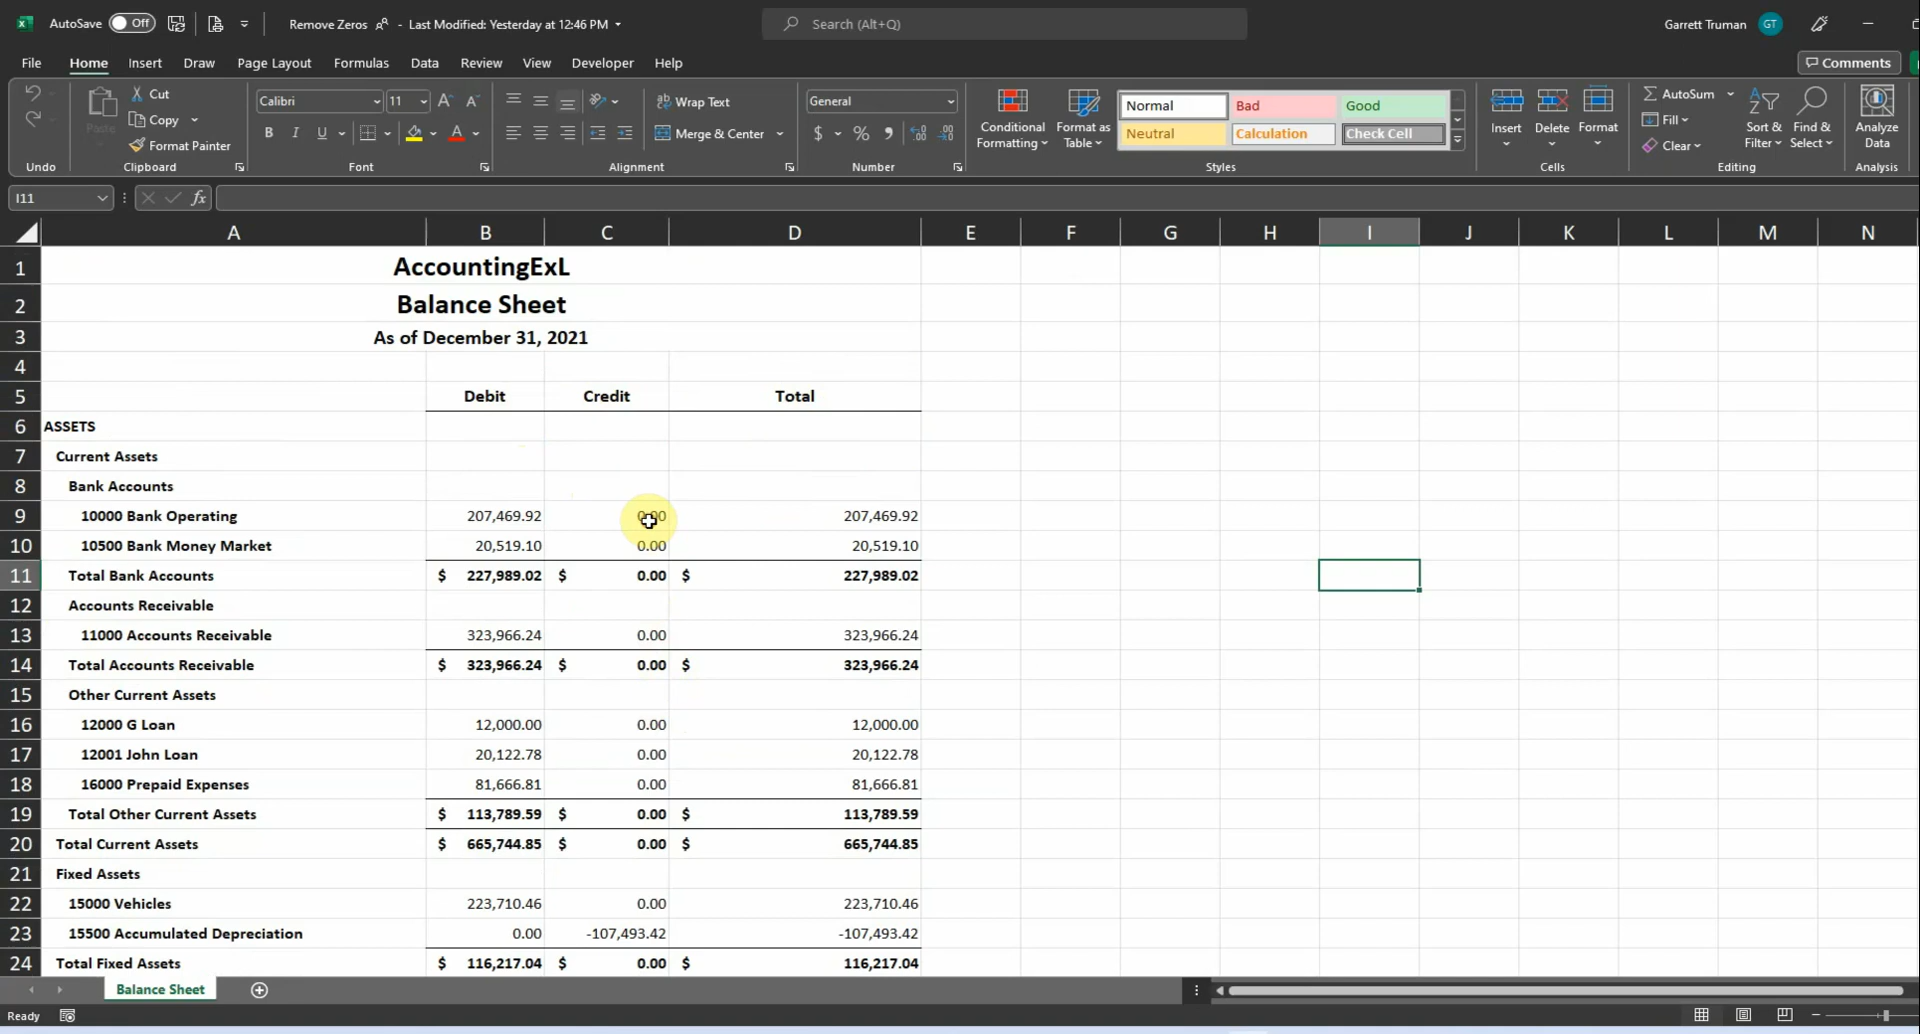 AutoSave Off Remove Zeros - Last Modified: Yesterday at 12:46 PM Search (Alt+Q) Garrett Truman GT
File Home Insert Draw Page Layout Formulas Data Review View Developer Help Comments
Cut
Copy
Format Painter
Paste
Calibri 11
B I U
Wrap Text
Merge & Center
General
$ %
Conditional Formatting
Format as Table
Normal Bad Good
Neutral Calculation Check Cell
Insert Delete Format
AutoSum
Fill
Clear
Sort & Filter
Find & Select
Analyze Data
Undo Clipboard Font Alignment Number Styles Cells Editing Analysis
I11 fx
A B C D E F G H I J K L M N
1 AccountingExL
2 Balance Sheet
3 As of December 31, 2021
4
5 Debit Credit Total
6 ASSETS
7 Current Assets
8 Bank Accounts
9 10000 Bank Operating 207,469.92 0.00 207,469.92
10 10500 Bank Money Market 20,519.10 0.00 20,519.10
11 Total Bank Accounts $ 227,989.02 $ 0.00 $ 227,989.02
12 Accounts Receivable
13 11000 Accounts Receivable 323,966.24 0.00 323,966.24
14 Total Accounts Receivable $ 323,966.24 $ 0.00 $ 323,966.24
15 Other Current Assets
16 12000 G Loan 12,000.00 0.00 12,000.00
17 12001 John Loan 20,122.78 0.00 20,122.78
18 16000 Prepaid Expenses 81,666.81 0.00 81,666.81
19 Total Other Current Assets $ 113,789.59 $ 0.00 $ 113,789.59
20 Total Current Assets $ 665,744.85 $ 0.00 $ 665,744.85
21 Fixed Assets
22 15000 Vehicles 223,710.46 0.00 223,710.46
23 15500 Accumulated Depreciation 0.00 -107,493.42 -107,493.42
24 Total Fixed Assets $ 116,217.04 $ 0.00 $ 116,217.04
Balance Sheet
Ready